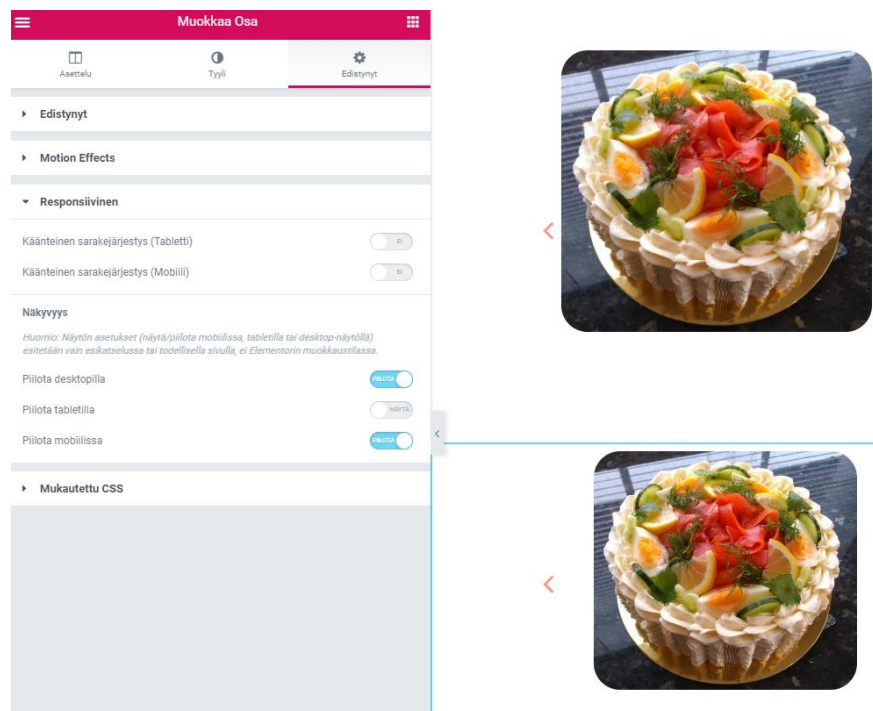 Muokkaa Osa
Asettelu
Tyyli
Edistynyt
Edistynyt
Motion Effects
Responsiivinen
Käänteinen sarakejärjestys (Tabletti)
EI
Käänteinen sarakejärjestys (Mobiili)
EI
Näkyvyys
Huomio: Näytön asetukset (näytä/piilota mobiilissa, tabletilla tai desktop-näytöllä)
esitetään vain esikatselussa tai todellisella sivulla, ei Elementorin muokkaustilassa.
Piilota desktopilla
PIILOTA
Piilota tabletilla
NÄYTÄ
Piilota mobiilissa
PIILOTA
Mukautettu CSS